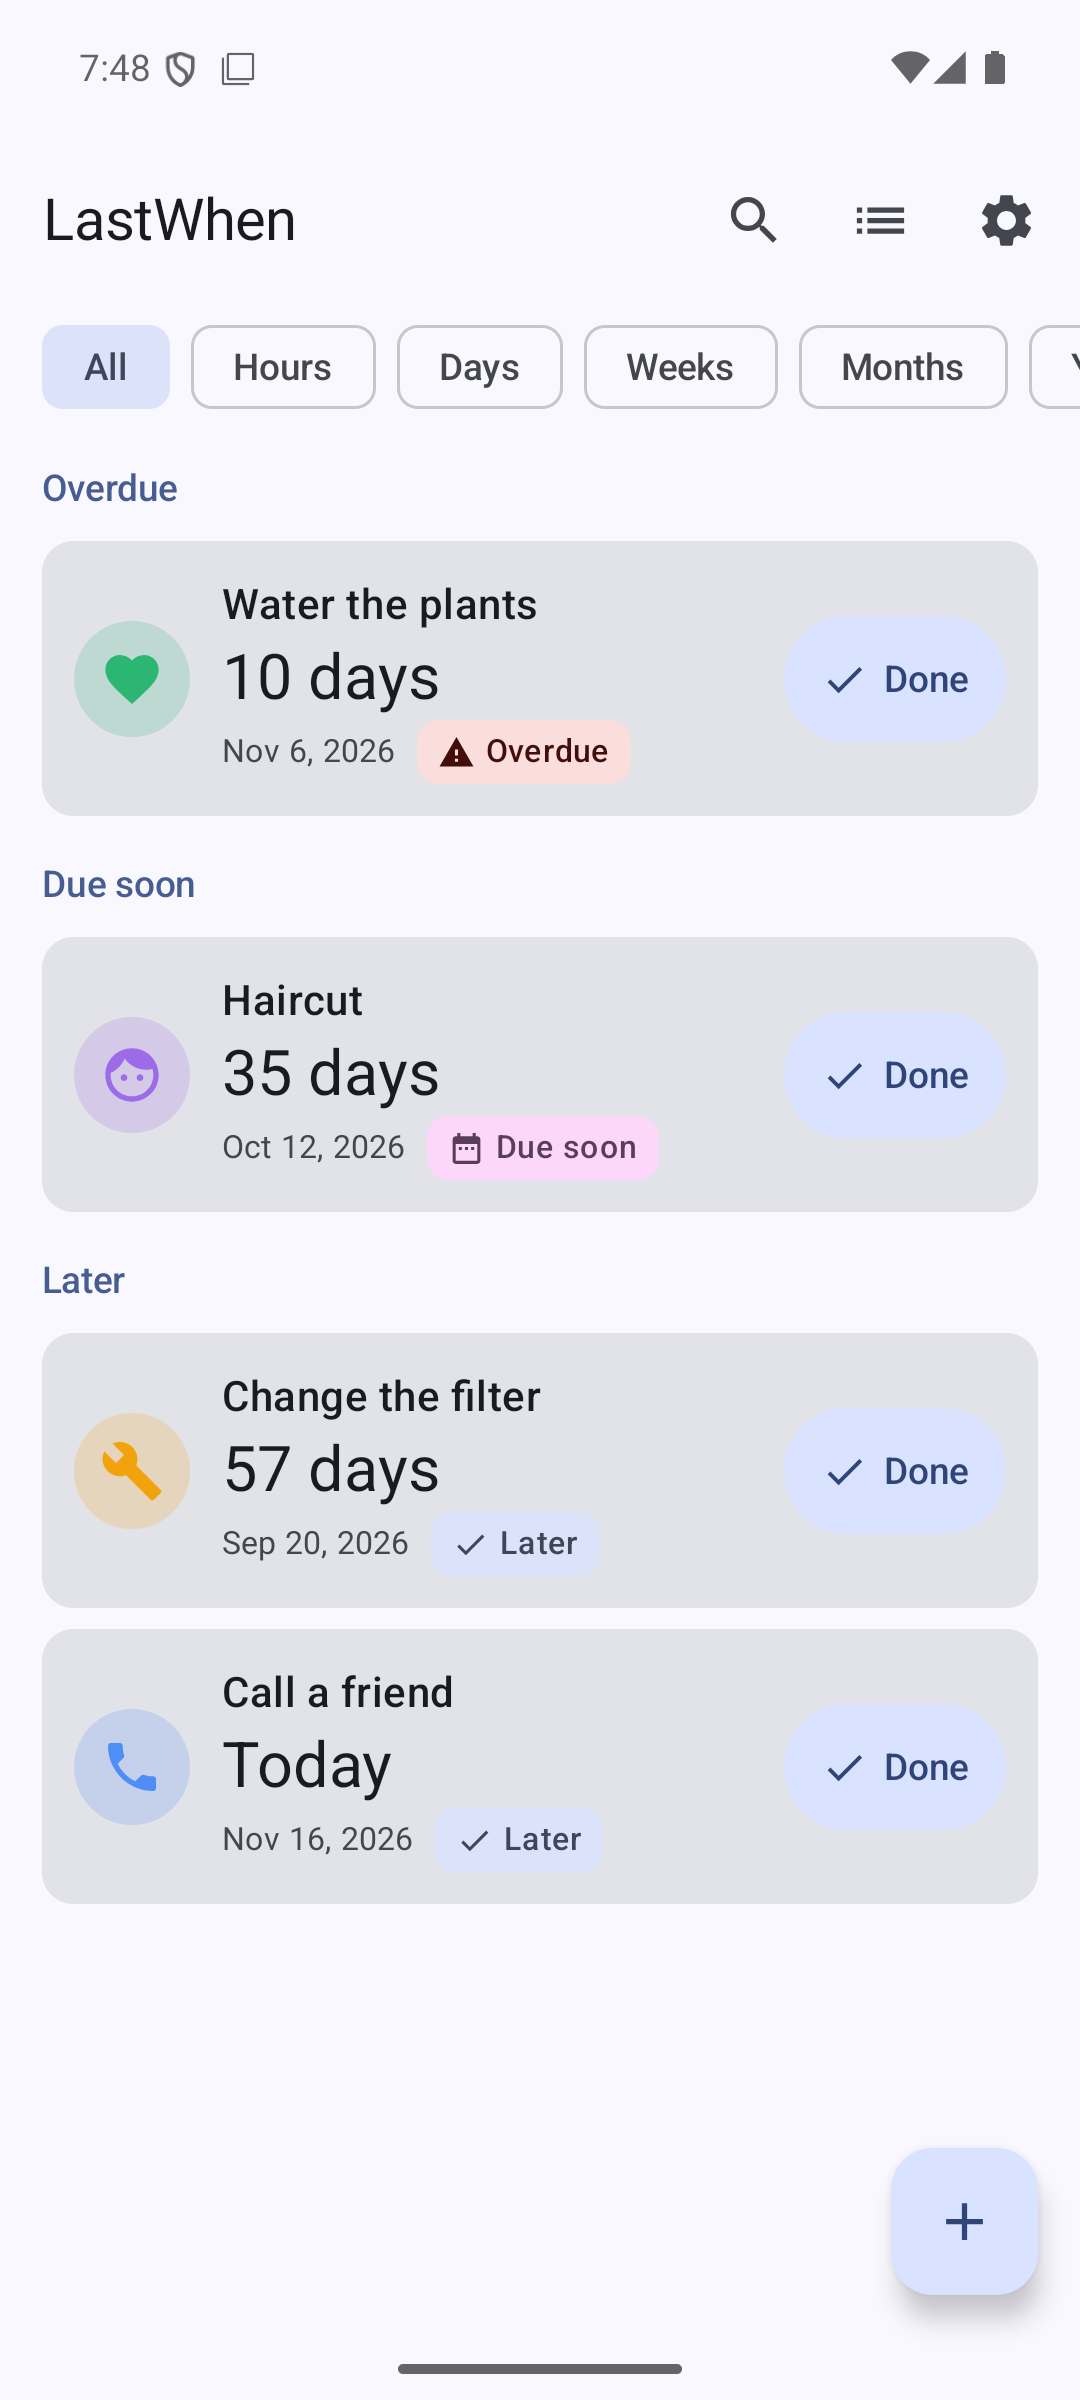 7:48
LastWhen
All
Hours
Days
Weeks
Months
Overdue
Water the plants
10 days
Nov 6, 2026
Overdue
Done
Due soon
Haircut
35 days
Oct 12, 2026
Due soon
Done
Later
Change the filter
57 days
Sep 20, 2026
Later
Done
Call a friend
Today
Nov 16, 2026
Later
Done